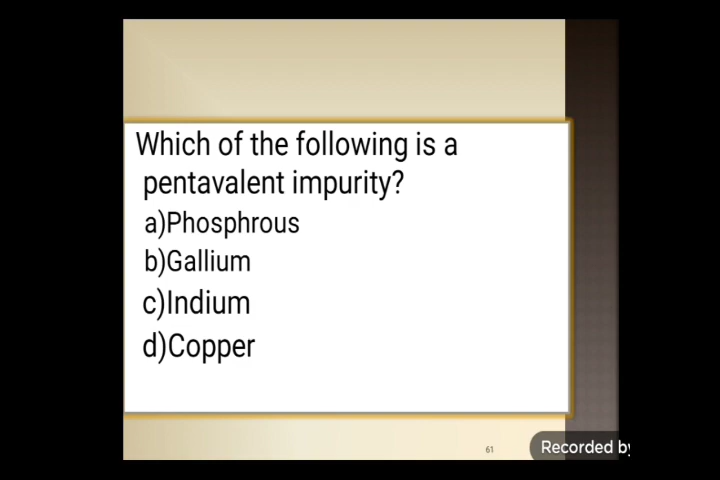 Which of the following is a
pentavalent impurity?
a)Phosphrous
b)Gallium
c)Indium
d)Copper
61
Recorded by